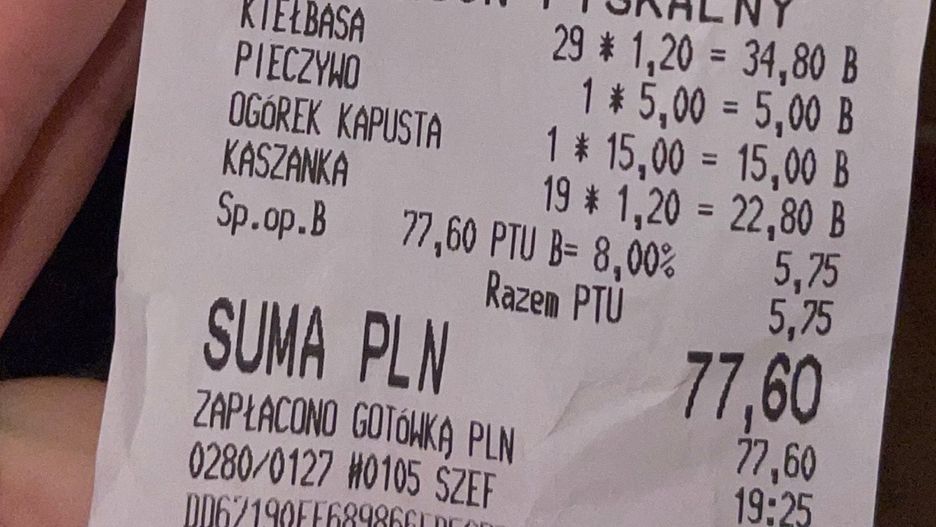 FISKALNY
KIEŁBASA 29 * 1,20 = 34,80 B
PIECZYWO 1 * 5,00 = 5,00 B
OGÓREK KAPUSTA 1 * 15,00 = 15,00 B
KASZANKA 19 * 1,20 = 22,80 B
Sp.op.B 77,60 PTU B= 8,00% 5,75
Razem PTU 5,75
SUMA PLN 77,60
ZAPŁACONO GOTÓWKĄ PLN 77,60
0280/0127 #0105 SZEF 19:25